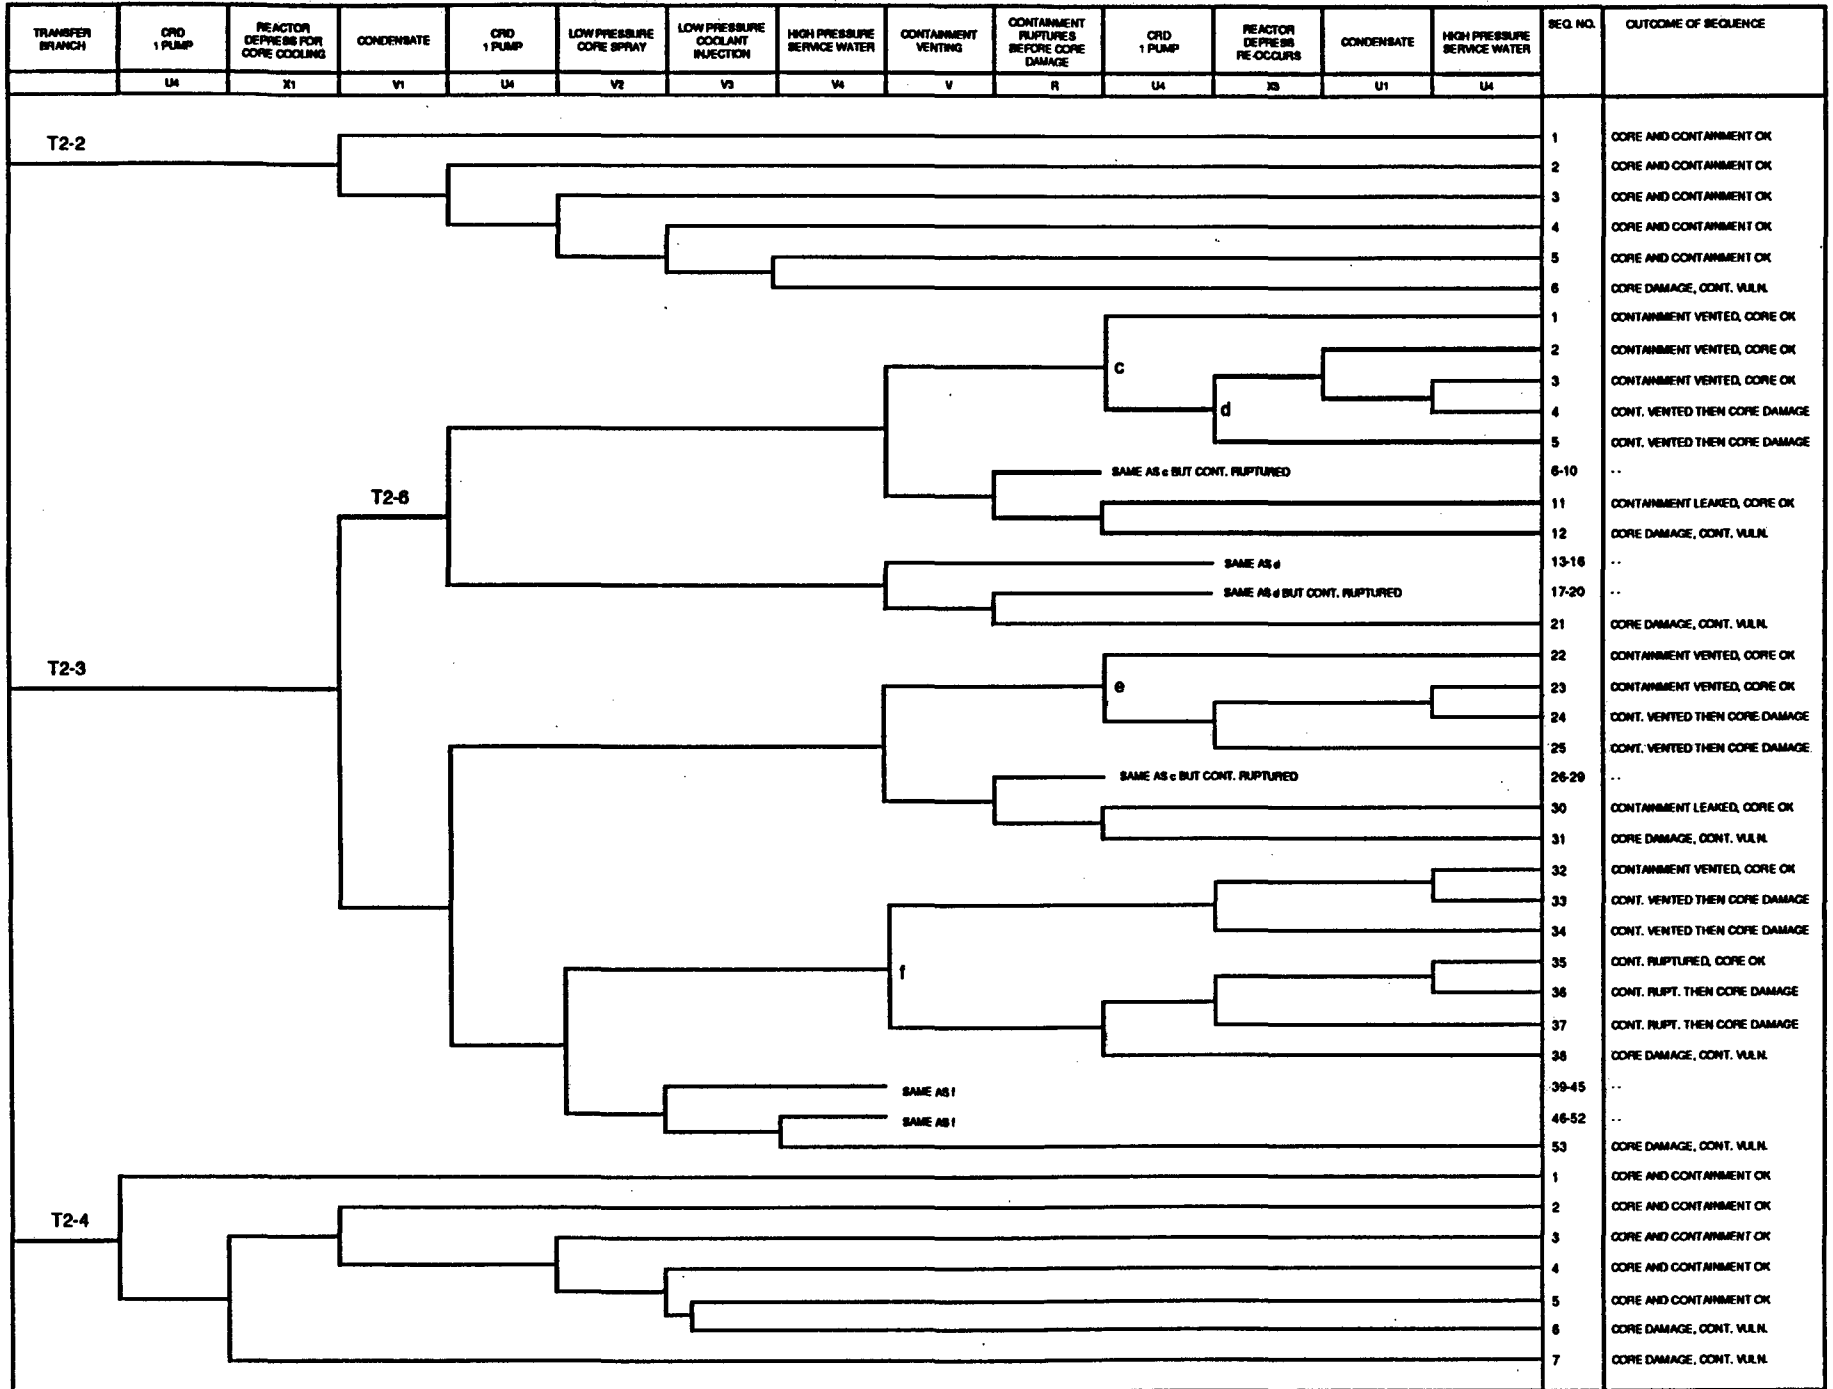 TRANSFER BRANCH
CRD 1 PUMP
REACTOR DEPRESS FOR CORE COOLING
CONDENSATE
CRD 1 PUMP
LOW PRESSURE CORE SPRAY
LOW PRESSURE COOLANT INJECTION
HIGH PRESSURE SERVICE WATER
CONTAINMENT VENTING
CONTAINMENT RUPTURES BEFORE CORE DAMAGE
CRD 1 PUMP
REACTOR DEPRESS RE-OCCURS
CONDENSATE
HIGH PRESSURE SERVICE WATER
SEQ. NO.
OUTCOME OF SEQUENCE
U4 X1 V1 U4 V2 V3 V4 V R U4 X3 U1 U4
T2-2
1 CORE AND CONTAINMENT OK
2 CORE AND CONTAINMENT OK
3 CORE AND CONTAINMENT OK
4 CORE AND CONTAINMENT OK
5 CORE AND CONTAINMENT OK
6 CORE DAMAGE, CONT. VULN.
1 CONTAINMENT VENTED, CORE OK
2 CONTAINMENT VENTED, CORE OK
c
3 CONTAINMENT VENTED, CORE OK
d
4 CONT. VENTED THEN CORE DAMAGE
5 CONT. VENTED THEN CORE DAMAGE
SAME AS c BUT CONT. RUPTURED 6-10 --
T2-6
11 CONTAINMENT LEAKED, CORE OK
12 CORE DAMAGE, CONT. VULN.
SAME AS d 13-16 --
SAME AS d BUT CONT. RUPTURED 17-20 --
21 CORE DAMAGE, CONT. VULN.
T2-3
22 CONTAINMENT VENTED, CORE OK
e
23 CONTAINMENT VENTED, CORE OK
24 CONT. VENTED THEN CORE DAMAGE
25 CONT. VENTED THEN CORE DAMAGE
SAME AS c BUT CONT. RUPTURED 26-29 --
30 CONTAINMENT LEAKED, CORE OK
31 CORE DAMAGE, CONT. VULN.
32 CONTAINMENT VENTED, CORE OK
33 CONT. VENTED THEN CORE DAMAGE
34 CONT. VENTED THEN CORE DAMAGE
f
35 CONT. RUPTURED, CORE OK
36 CONT. RUPT. THEN CORE DAMAGE
37 CONT. RUPT. THEN CORE DAMAGE
38 CORE DAMAGE, CONT. VULN.
SAME AS f 39-45 --
SAME AS f 46-52 --
53 CORE DAMAGE, CONT. VULN.
1 CORE AND CONTAINMENT OK
T2-4
2 CORE AND CONTAINMENT OK
3 CORE AND CONTAINMENT OK
4 CORE AND CONTAINMENT OK
5 CORE AND CONTAINMENT OK
6 CORE DAMAGE, CONT. VULN.
7 CORE DAMAGE, CONT. VULN.